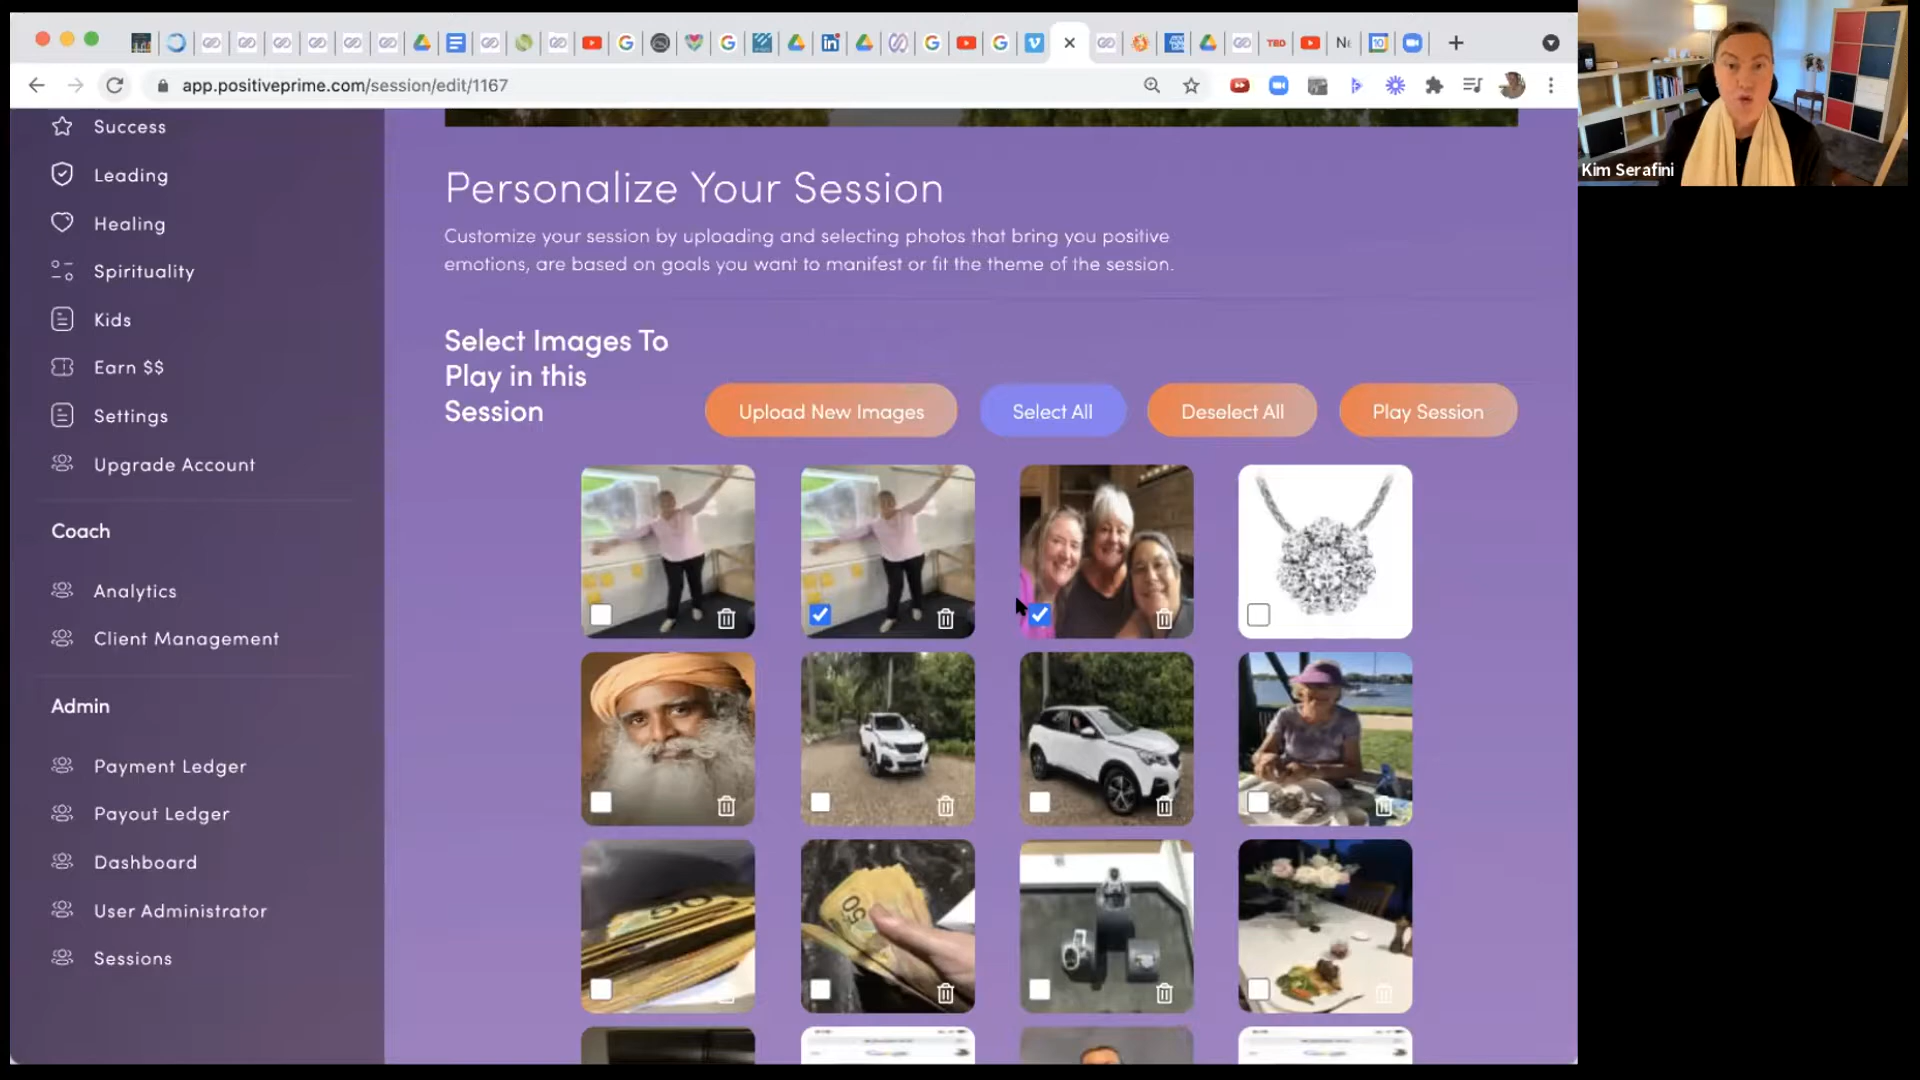 TED
10
app.positiveprime.com/session/edit/1167
Kim Serafini
Success
Leading
Healing
Spirituality
Kids
Earn $$
Settings
Upgrade Account
Coach
Analytics
Client Management
Admin
Payment Ledger
Payout Ledger
Dashboard
User Administrator
Sessions
Personalize Your Session
Customize your session by uploading and selecting photos that bring you positive
emotions, are based on goals you want to manifest or fit the theme of the session.
Select Images To
Play in this
Session
Upload New Images
Select All
Deselect All
Play Session
50